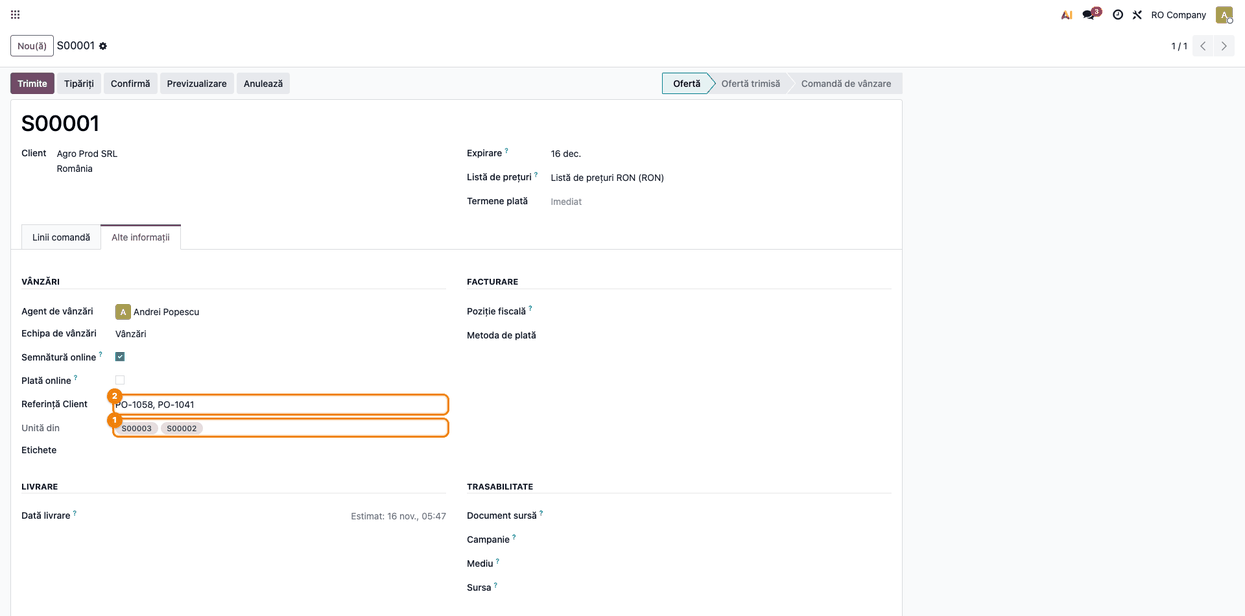 AI 3 RO Company A
Nou(ă) S00001 1 / 1
Trimite Tipăriți Confirmă Previzualizare Anulează Ofertă Ofertă trimisă Comandă de vânzare
S00001
Client Agro Prod SRL
România
Expirare ? 16 dec.
Listă de prețuri ? Listă de prețuri RON (RON)
Termene plată Imediat
Linii comandă Alte informații
VÂNZĂRI
Agent de vânzări A Andrei Popescu
Echipa de vânzări Vânzări
Semnătură online ?
Plată online ?
2
Referință Client PO-1058, PO-1041
1
Unită din S00003 S00002
Etichete
FACTURARE
Poziție fiscală ?
Metoda de plată
LIVRARE
Dată livrare ? Estimat: 16 nov., 05:47
TRASABILITATE
Document sursă ?
Campanie ?
Mediu ?
Sursa ?